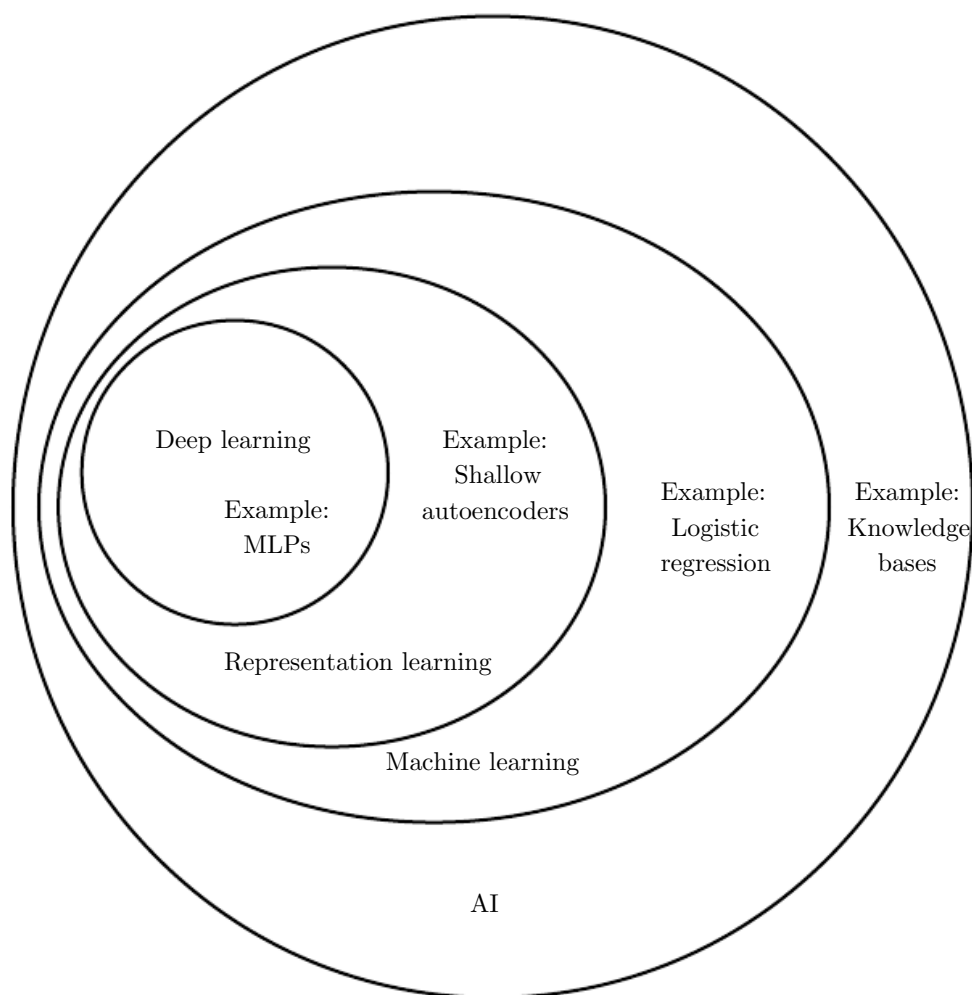 Deep learning
Example:
MLPs
Example:
Shallow
autoencoders
Example:
Logistic
regression
Example:
Knowledge
bases
Representation learning
Machine learning
AI